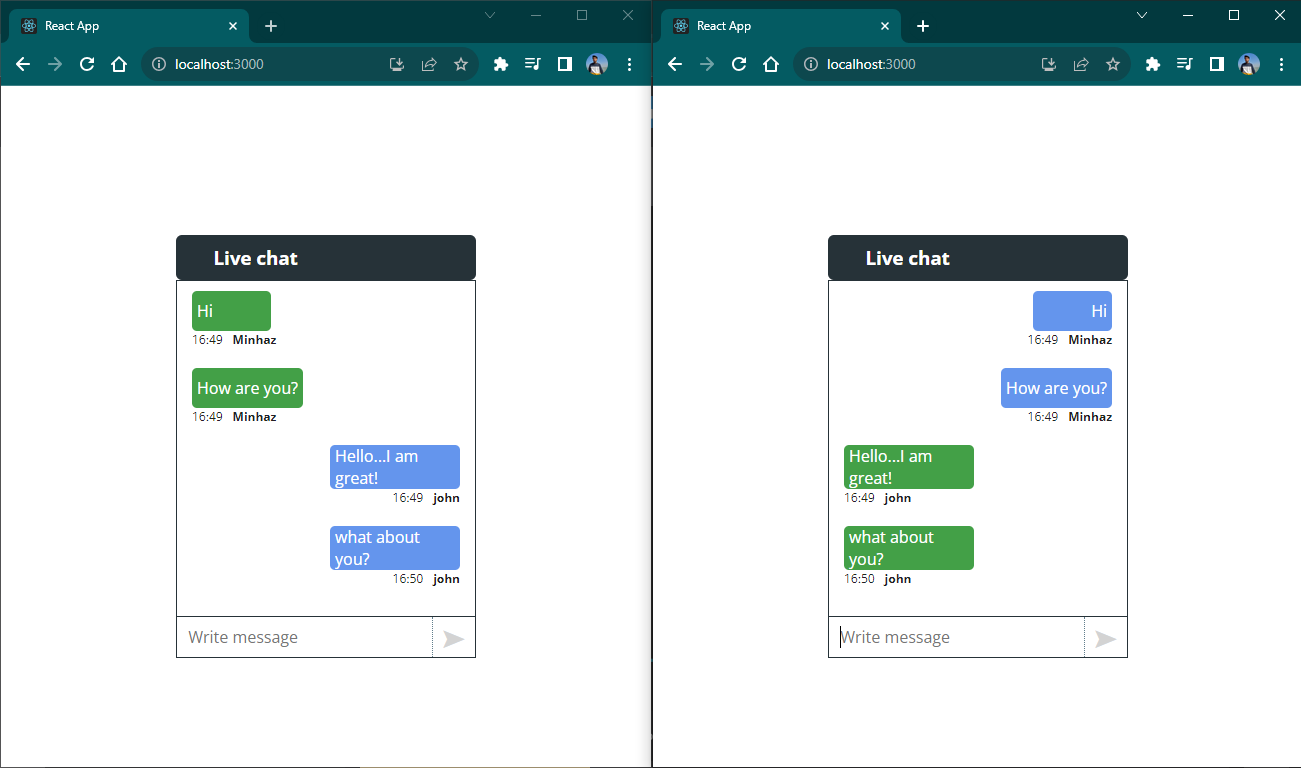 React App
localhost:3000
Live chat
Hi
16:49 Minhaz
How are you?
16:49 Minhaz
Hello...I am
great!
16:49 john
what about
you?
16:50 john
Write message
React App
localhost:3000
Live chat
Hi
16:49 Minhaz
How are you?
16:49 Minhaz
Hello...I am
great!
16:49 john
what about
you?
16:50 john
Write message